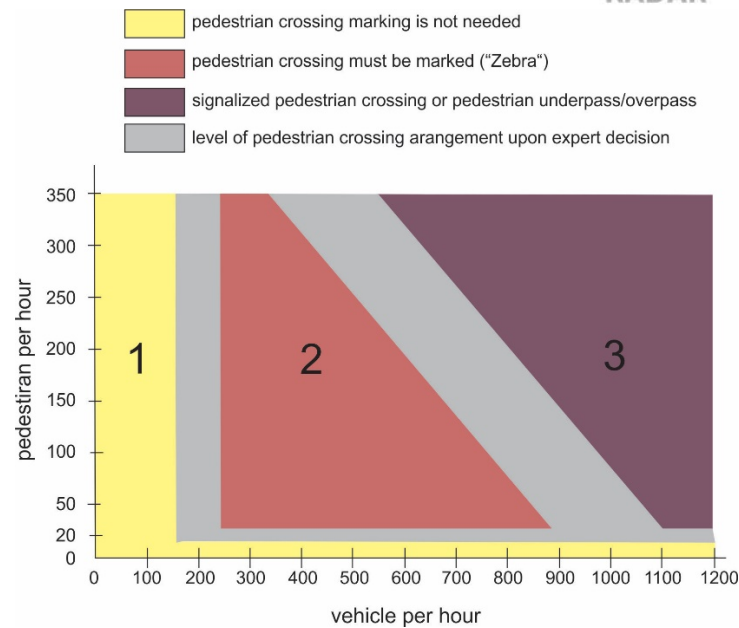 pedestrian crossing marking is not needed
pedestrian crossing must be marked (“Zebra“)
signalized pedestrian crossing or pedestrian underpass/overpass
level of pedestrian crossing arangement upon expert decision
350
300
250
200
150
100
50
20
0
pedestiran per hour
1
2
3
0 100 200 300 400 500 600 700 800 900 1000 1100 1200
vehicle per hour